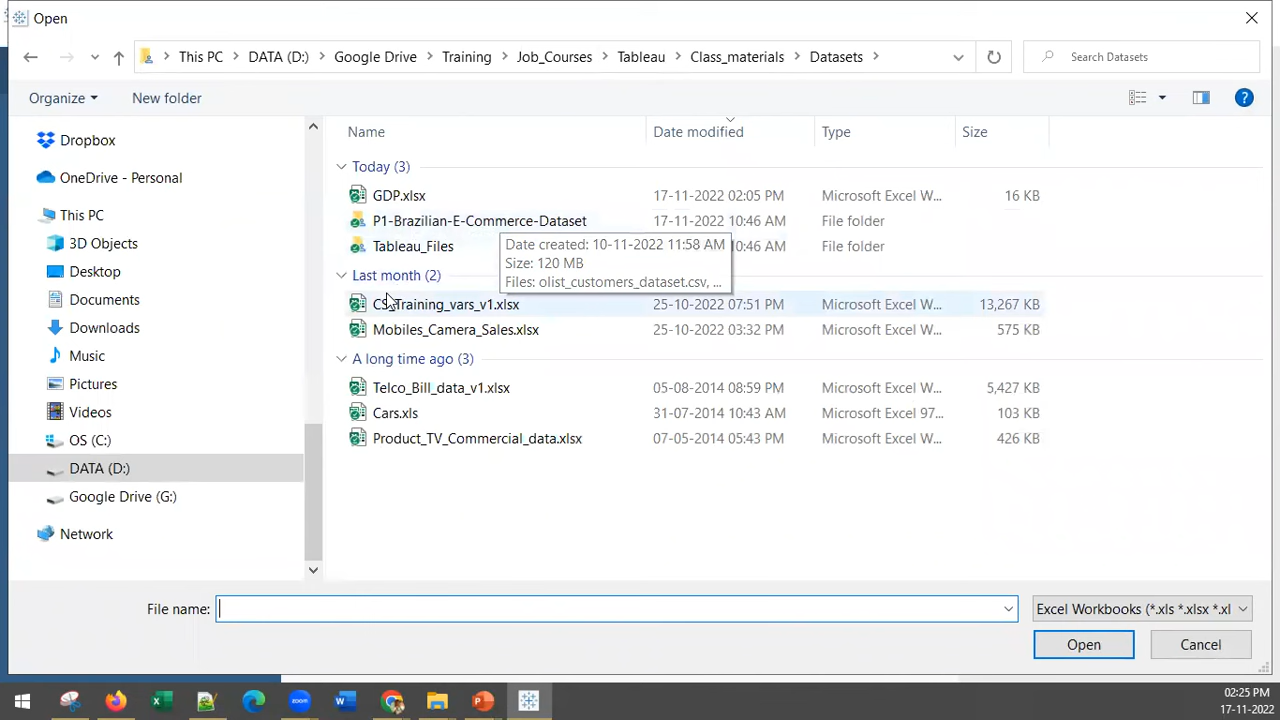 Open
This PC > DATA (D:) > Google Drive > Training > Job_Courses > Tableau > Class_materials > Datasets >
Search Datasets
Organize
New folder
Dropbox
OneDrive - Personal
This PC
3D Objects
Desktop
Documents
Downloads
Music
Pictures
Videos
OS (C:)
DATA (D:)
Google Drive (G:)
Network
Name Date modified Type Size
Today (3)
GDP.xlsx 17-11-2022 02:05 PM Microsoft Excel W... 16 KB
P1-Brazilian-E-Commerce-Dataset 17-11-2022 10:46 AM File folder
Tableau_Files 10:46 AM File folder
Date created: 10-11-2022 11:58 AM
Size: 120 MB
Files: olist_customers_dataset.csv, ...
Last month (2)
25-10-2022 07:51 PM Microsoft Excel W... 13,267 KB
Mobiles_Camera_Sales.xlsx 25-10-2022 03:32 PM Microsoft Excel W... 575 KB
A long time ago (3)
Telco_Bill_data_v1.xlsx 05-08-2014 08:59 PM Microsoft Excel W... 5,427 KB
Cars.xls 31-07-2014 10:43 AM Microsoft Excel 97... 103 KB
Product_TV_Commercial_data.xlsx 07-05-2014 05:43 PM Microsoft Excel W... 426 KB
File name:
Excel Workbooks (*.xls *.xlsx *.xl
Open
Cancel
zoom
02:25 PM
17-11-2022